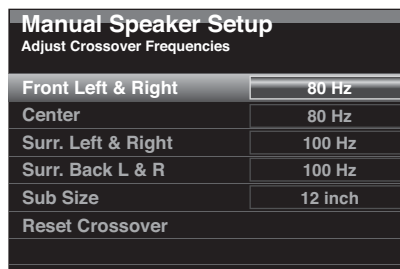 Manual Speaker Setup
Adjust Crossover Frequencies
Front Left & Right 80 Hz
Center 80 Hz
Surr. Left & Right 100 Hz
Surr. Back L & R 100 Hz
Sub Size 12 inch
Reset Crossover